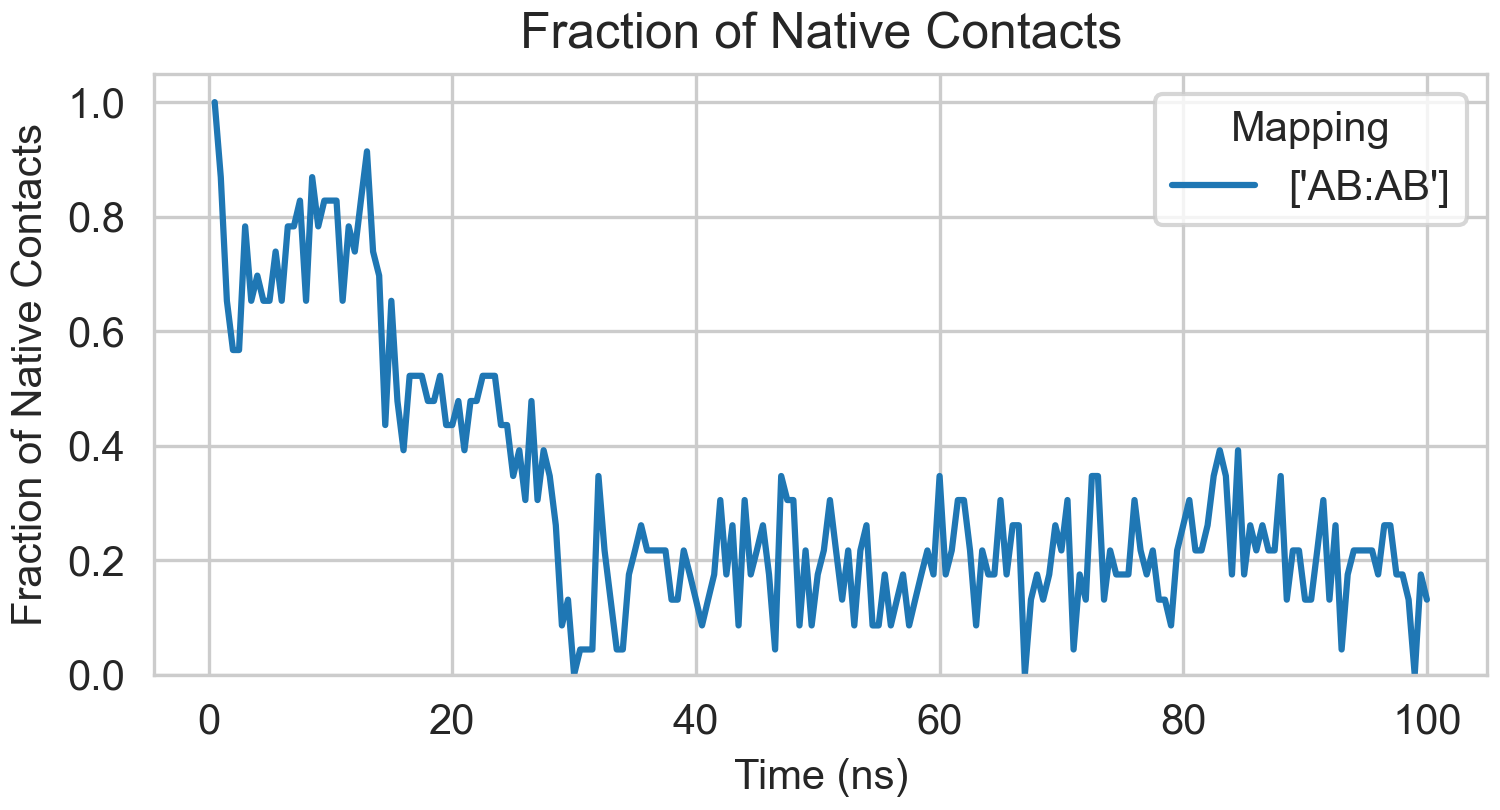 Fraction of Native Contacts
Fraction of Native Contacts
1.0
0.8
0.6
0.4
0.2
0.0
Mapping
['AB:AB']
0 20 40 60 80 100
Time (ns)